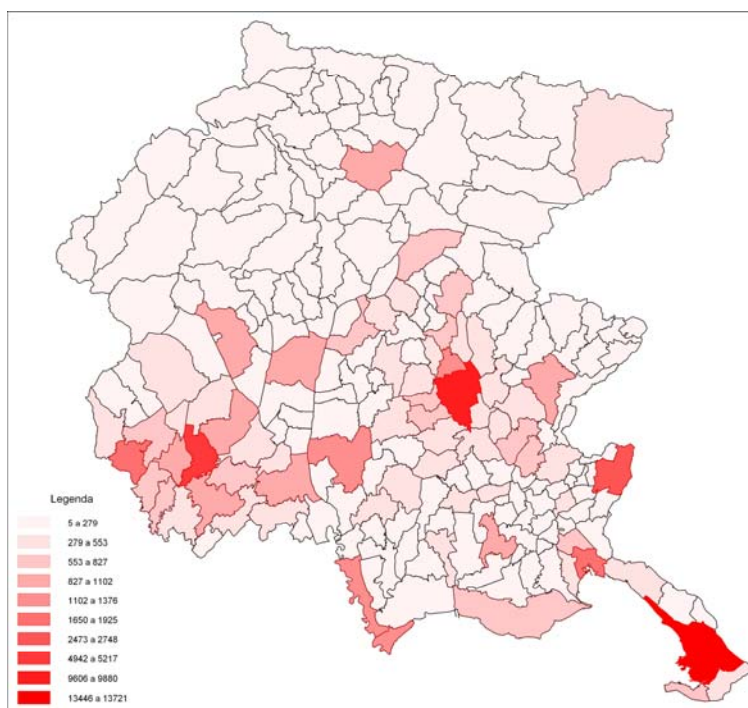 Legenda
5 a 279
279 a 553
553 a 827
827 a 1102
1102 a 1376
1650 a 1925
2473 a 2748
4942 a 5217
9606 a 9880
13446 a 13721